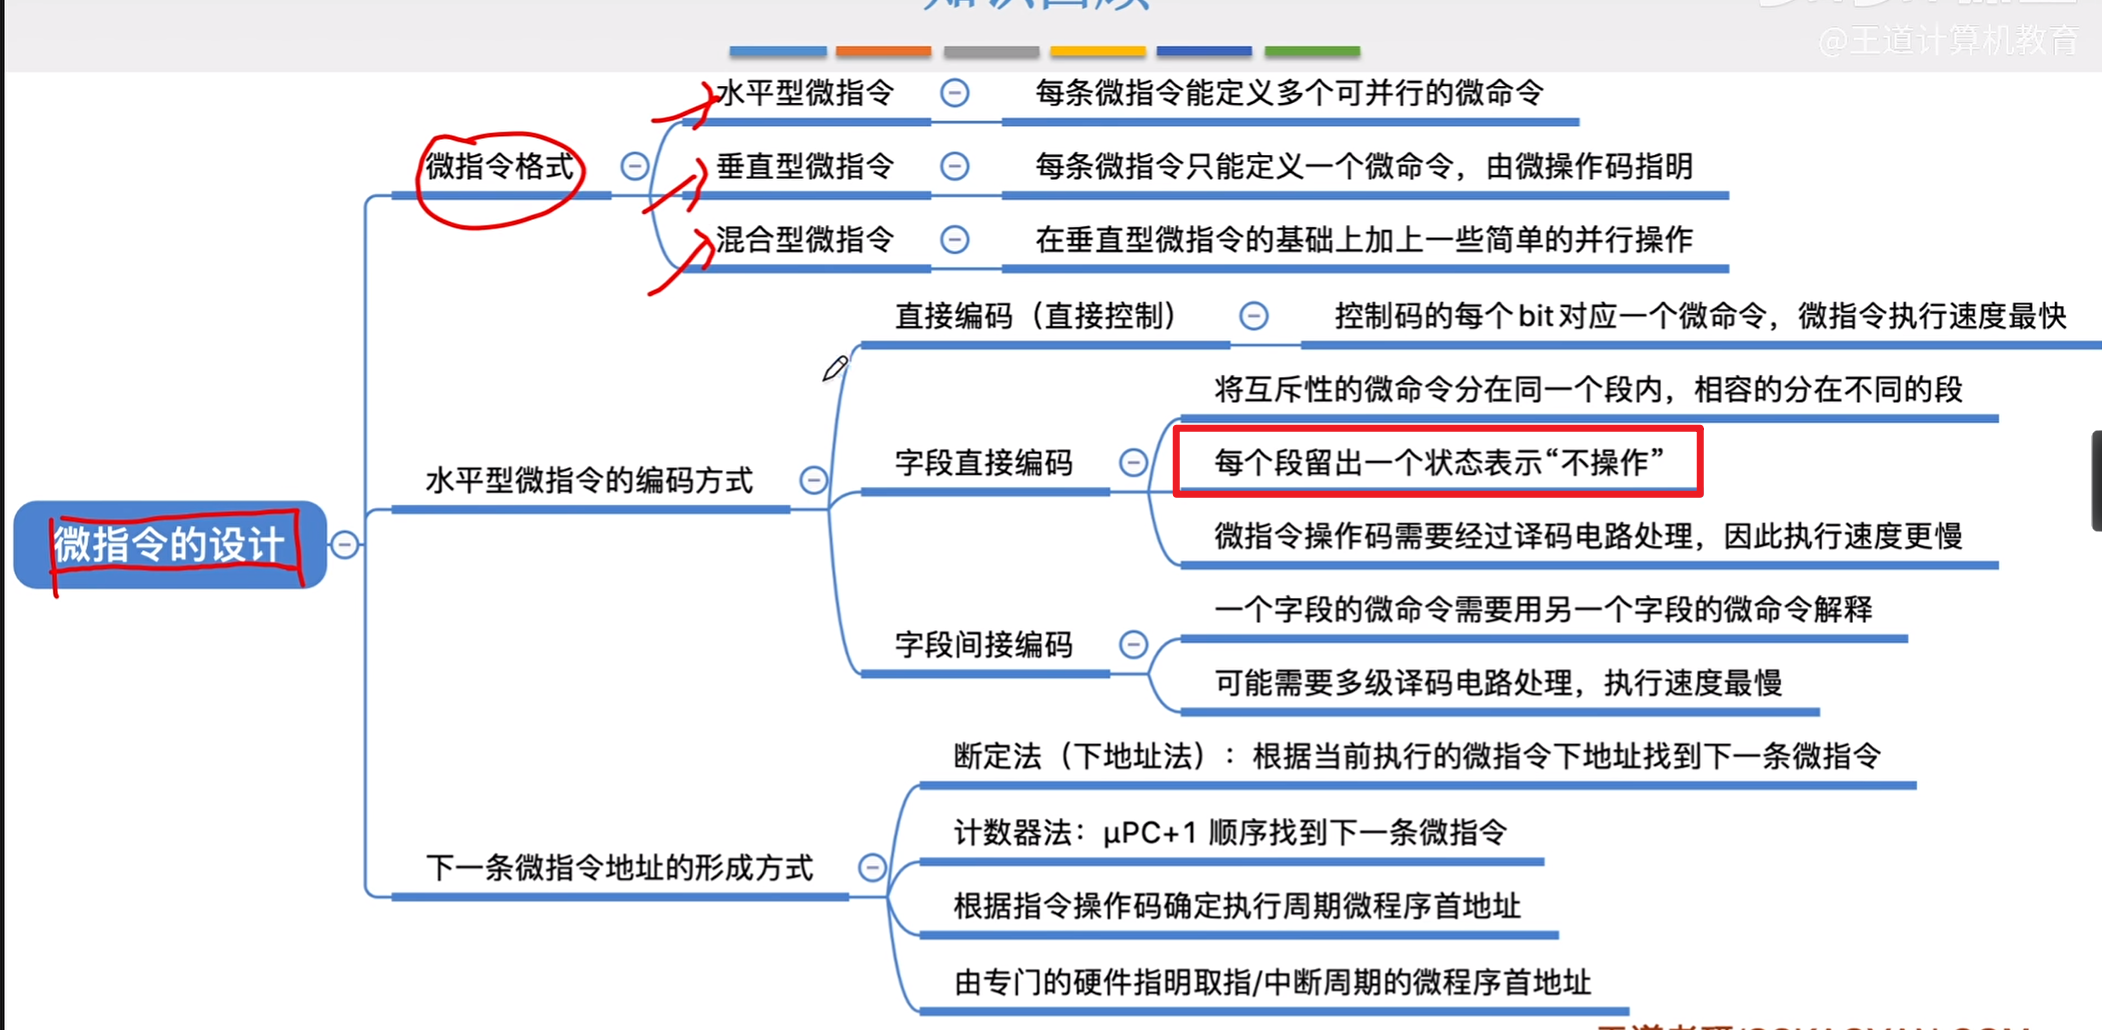 知识回顾
@王道计算机教育
水平型微指令
每条微指令能定义多个可并行的微命令
微指令格式
垂直型微指令
每条微指令只能定义一个微命令，由微操作码指明
混合型微指令
在垂直型微指令的基础上加上一些简单的并行操作
直接编码（直接控制）
控制码的每个bit对应一个微命令，微指令执行速度最快
将互斥性的微命令分在同一个段内，相容的分在不同的段
水平型微指令的编码方式
字段直接编码
每个段留出一个状态表示“不操作”
微指令的设计
微指令操作码需要经过译码电路处理，因此执行速度更慢
一个字段的微命令需要用另一个字段的微命令解释
字段间接编码
可能需要多级译码电路处理，执行速度最慢
断定法（下地址法）：根据当前执行的微指令下地址找到下一条微指令
计数器法：μPC+1 顺序找到下一条微指令
下一条微指令地址的形成方式
根据指令操作码确定执行周期微程序首地址
由专门的硬件指明取指/中断周期的微程序首地址